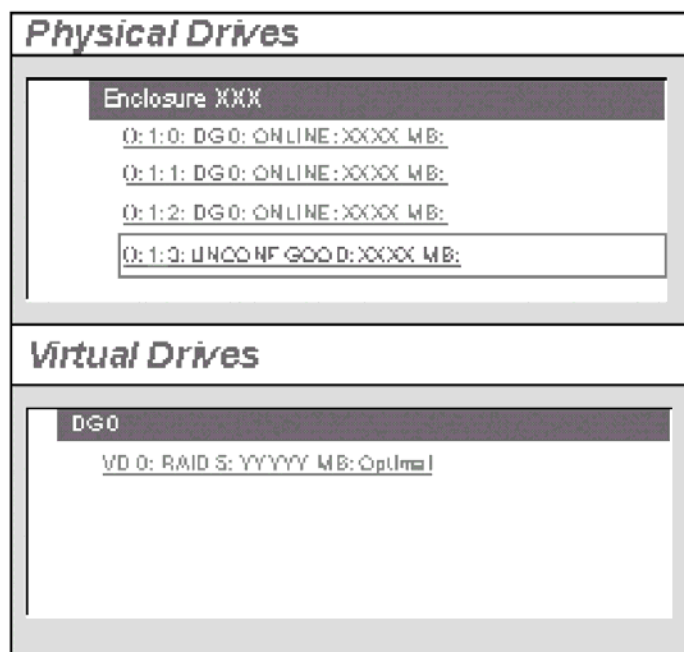 Physical Drives
Enclosure XXX
0:1:0: DG0: ONLINE:XXXX MB:
0:1:1: DG0: ONLINE:XXXX MB:
0:1:2: DG0: ONLINE:XXXX MB:
0:1:3: UNCONF GOOD:XXXX MB:
Virtual Drives
DG0
VD 0: RAID 5: YYYYY MB: Optimal